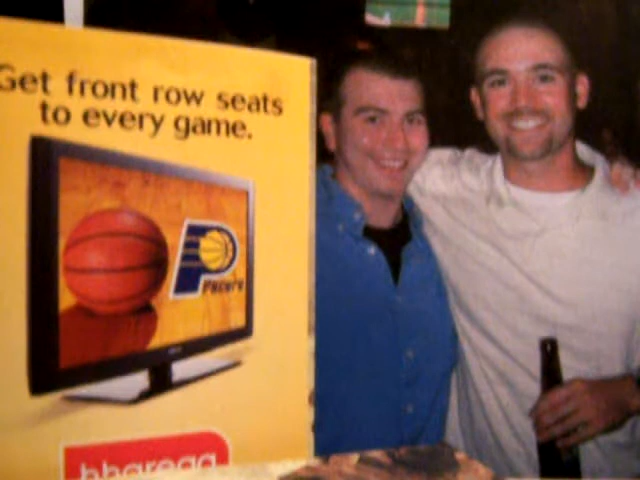 Get front row seats
to every game.
Pacers
hhgregg